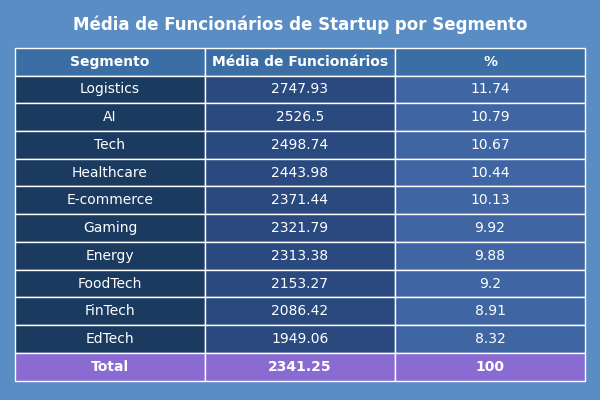 Média de Funcionários de Startup por Segmento
Segmento Média de Funcionários %
Logistics 2747.93 11.74
AI 2526.5 10.79
Tech 2498.74 10.67
Healthcare 2443.98 10.44
E-commerce 2371.44 10.13
Gaming 2321.79 9.92
Energy 2313.38 9.88
FoodTech 2153.27 9.2
FinTech 2086.42 8.91
EdTech 1949.06 8.32
Total 2341.25 100